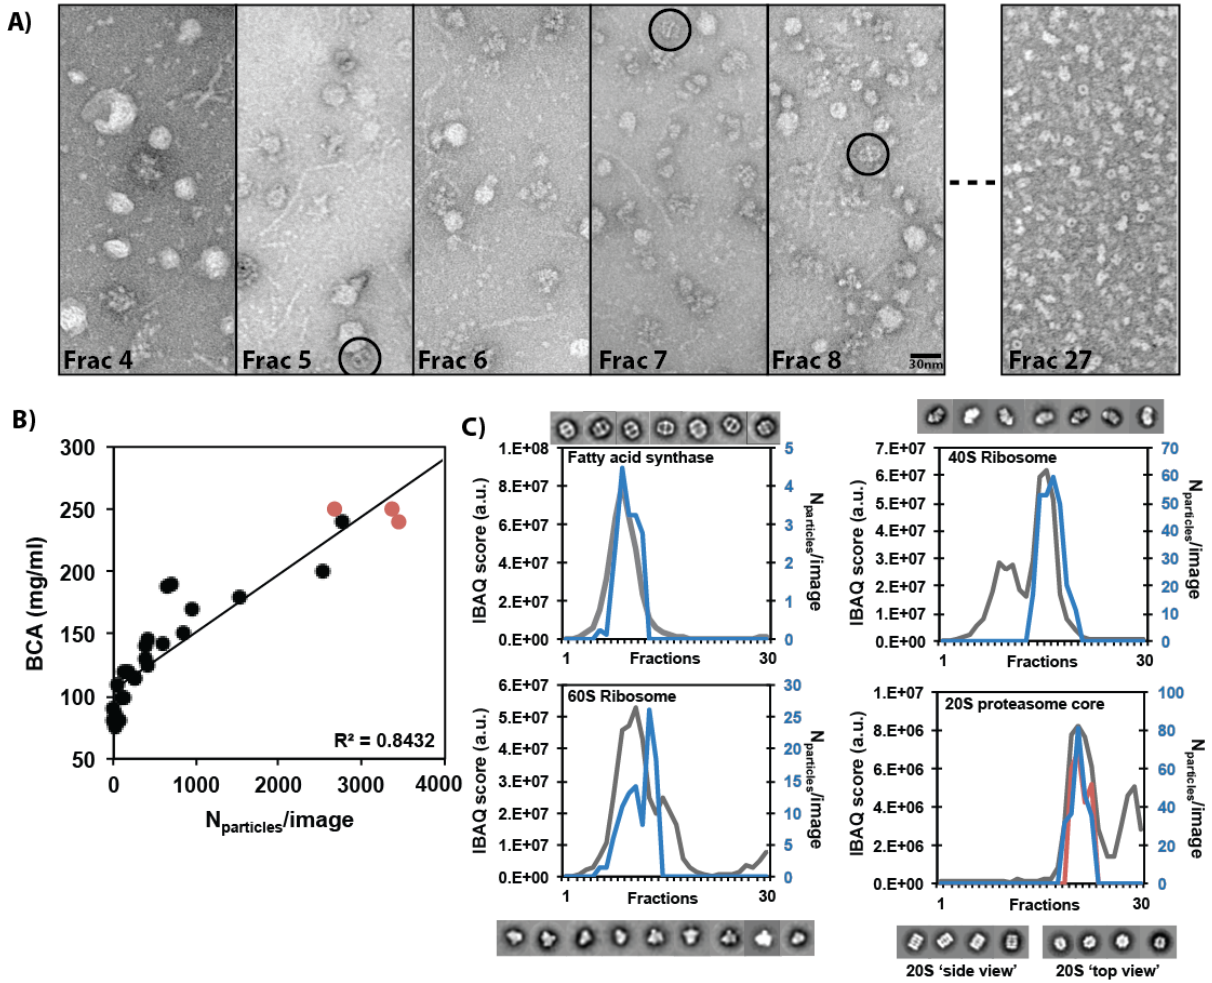 A)
Frac 4
Frac 5
Frac 6
Frac 7
Frac 8
30nm
Frac 27
B)
300
250
200
150
100
50
BCA (mg/ml)
R² = 0.8432
0
1000
2000
3000
4000
Nparticles/image
C)
Fatty acid synthase
1.E+08
8.E+07
6.E+07
4.E+07
2.E+07
0.E+00
IBAQ score (a.u.)
5
4
3
2
1
0
Nparticles/image
1
Fractions
30
40S Ribosome
7.E+07
6.E+07
5.E+07
4.E+07
3.E+07
2.E+07
1.E+07
0.E+00
IBAQ score (a.u.)
70
60
50
40
30
20
10
0
Nparticles/image
1
Fractions
30
60S Ribosome
6.E+07
5.E+07
4.E+07
3.E+07
2.E+07
1.E+07
0.E+00
IBAQ score (a.u.)
30
25
20
15
10
5
0
Nparticles/image
1
Fractions
30
20S proteasome core
1.E+07
8.E+06
6.E+06
4.E+06
2.E+06
0.E+00
IBAQ score (a.u.)
100
80
60
40
20
0
Nparticles/image
1
Fractions
30
20S ‘side view’
20S ‘top view’